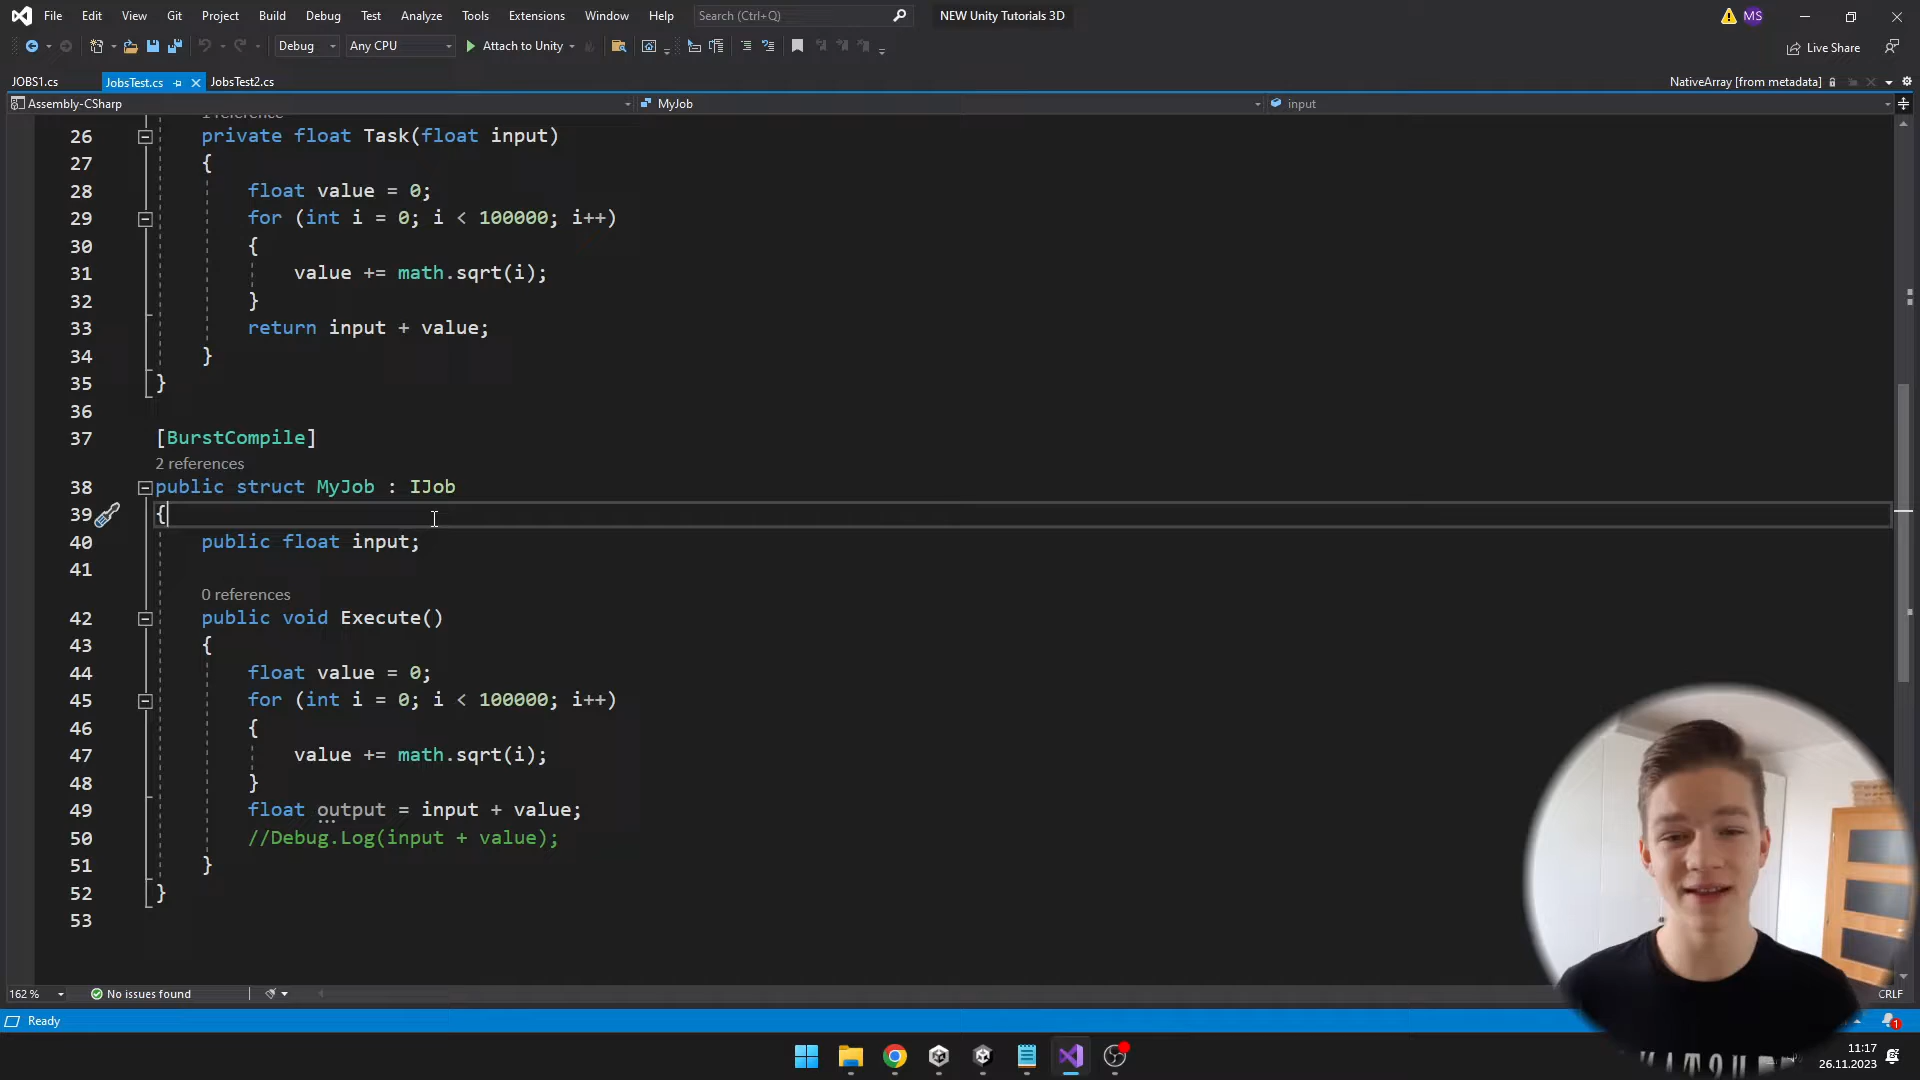 File Edit View Git Project Build Debug Test Analyze Tools Extensions Window Help Search (Ctrl+Q) NEW Unity Tutorials 3D MS
Debug Any CPU Attach to Unity Live Share
JOBS1.cs JobsTest.cs JobsTest2.cs NativeArray [from metadata]
Assembly-CSharp MyJob input
1 reference
26 private float Task(float input)
27 {
28 float value = 0;
29 for (int i = 0; i < 100000; i++)
30 {
31 value += math.sqrt(i);
32 }
33 return input + value;
34 }
35 }
36
37 [BurstCompile]
2 references
38 public struct MyJob : IJob
39 {
40 public float input;
41
0 references
42 public void Execute()
43 {
44 float value = 0;
45 for (int i = 0; i < 100000; i++)
46 {
47 value += math.sqrt(i);
48 }
49 float output = input + value;
50 //Debug.Log(input + value);
51 }
52 }
53
162 % No issues found CRLF
Ready 1
11:17
26.11.2023